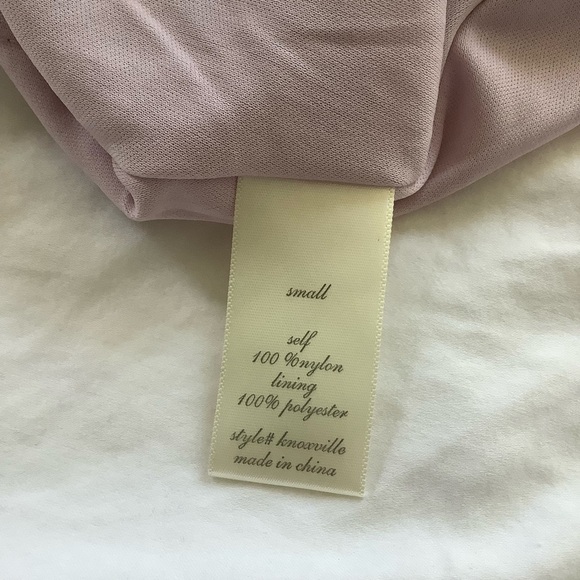 small
self
100 %nylon
lining
100% polyester
style# knoxville
made in china